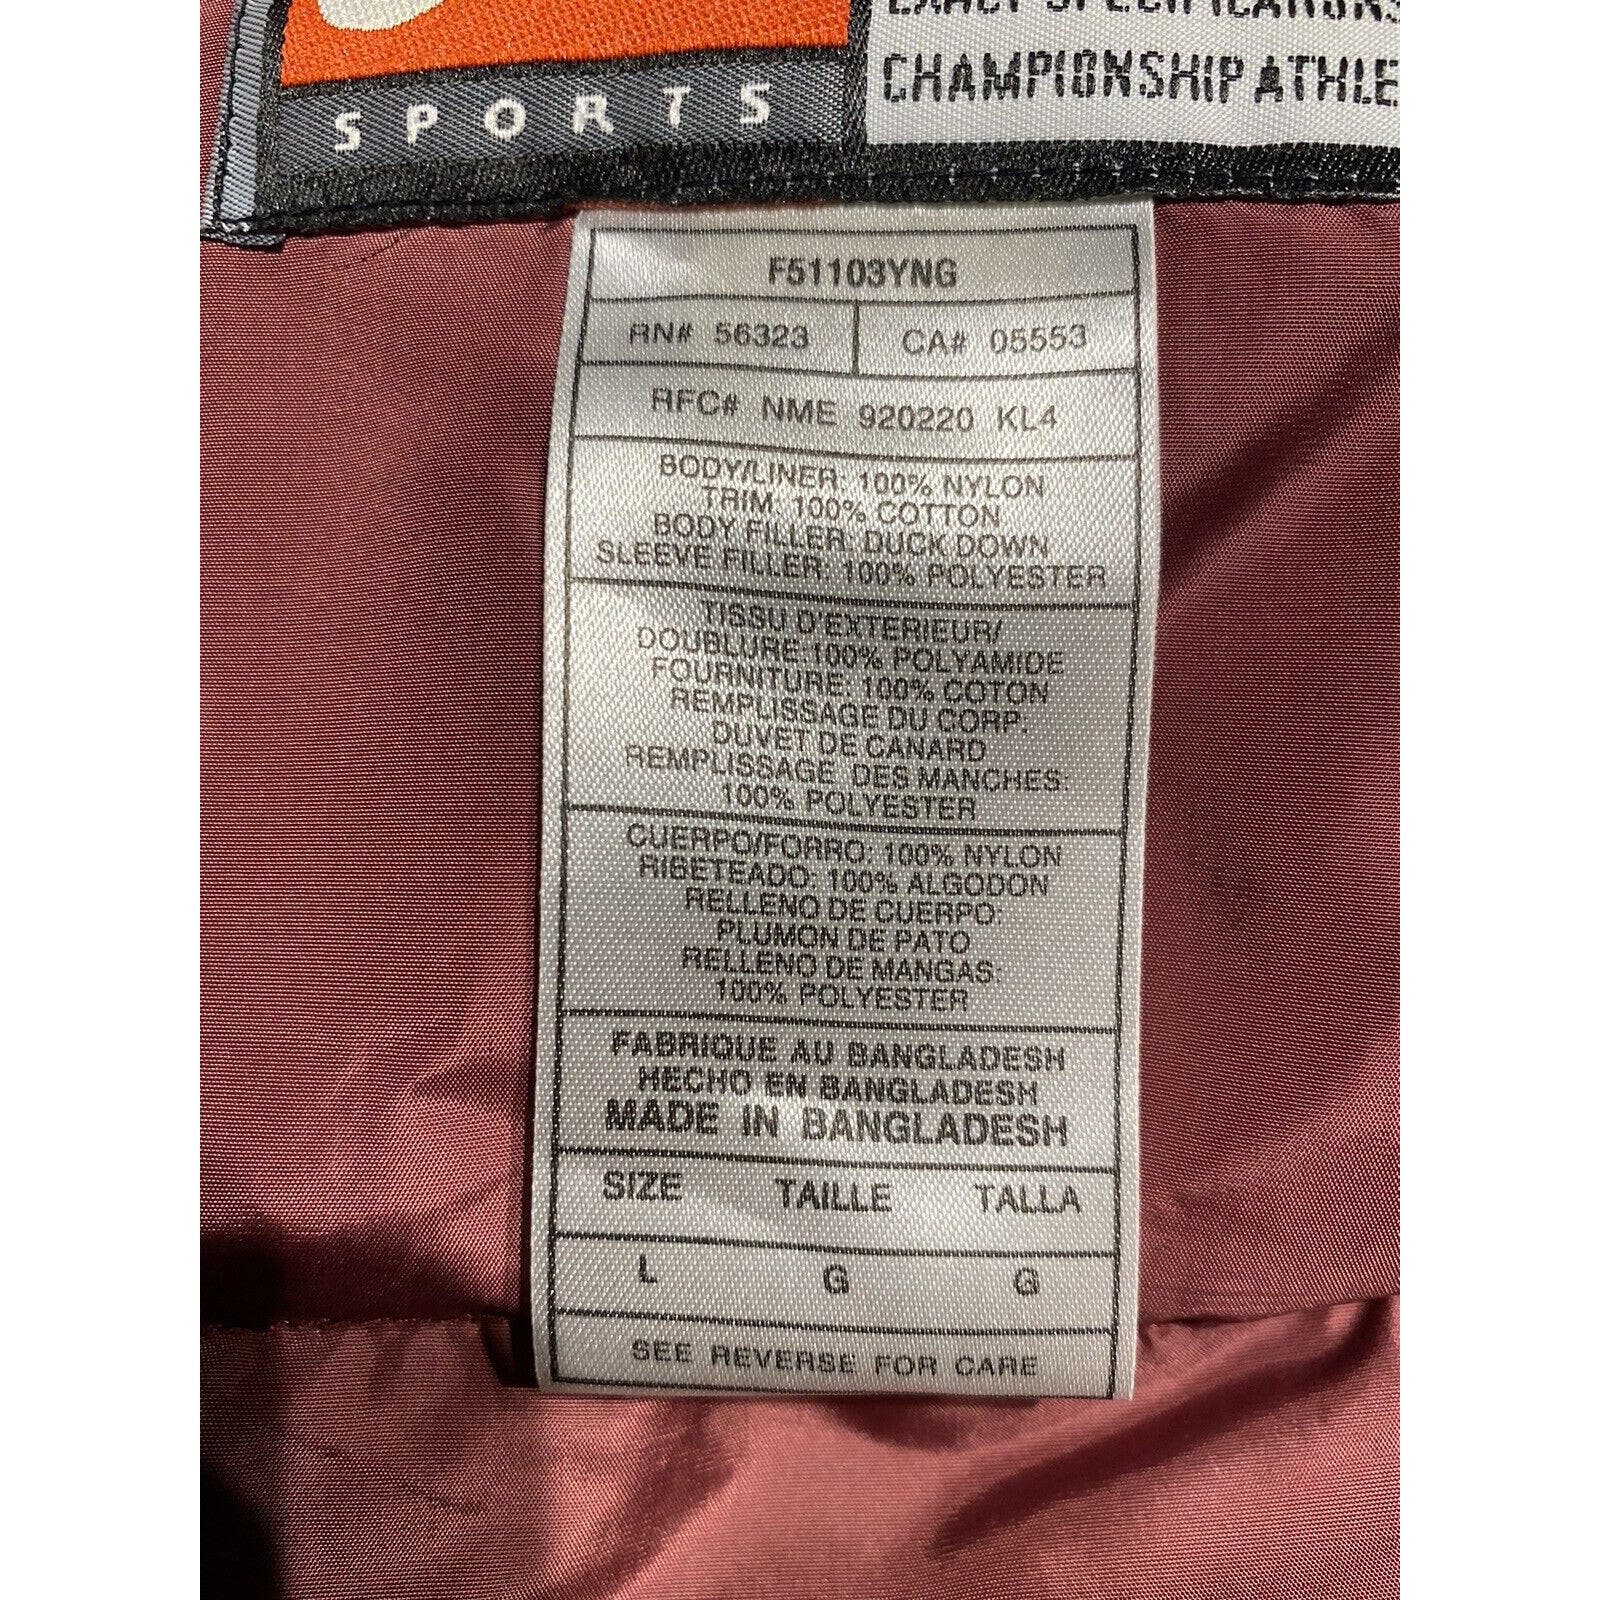 SPORTS
EXACT SPECIFICATIONS
CHAMPIONSHIP ATHLE
F51103YNG
RN# 56323 CA# 05553
RFC# NME 920220 KL4
BODY/LINER: 100% NYLON
TRIM: 100% COTTON
BODY FILLER: DUCK DOWN
SLEEVE FILLER: 100% POLYESTER
TISSU D'EXTERIEUR/
DOUBLURE:100% POLYAMIDE
FOURNITURE: 100% COTON
REMPLISSAGE DU CORP:
DUVET DE CANARD
REMPLISSAGE DES MANCHES:
100% POLYESTER
CUERPO/FORRO: 100% NYLON
RIBETEADO: 100% ALGODON
RELLENO DE CUERPO:
PLUMON DE PATO
RELLENO DE MANGAS:
100% POLYESTER
FABRIQUE AU BANGLADESH
HECHO EN BANGLADESH
MADE IN BANGLADESH
SIZE TAILLE TALLA
L G G
SEE REVERSE FOR CARE